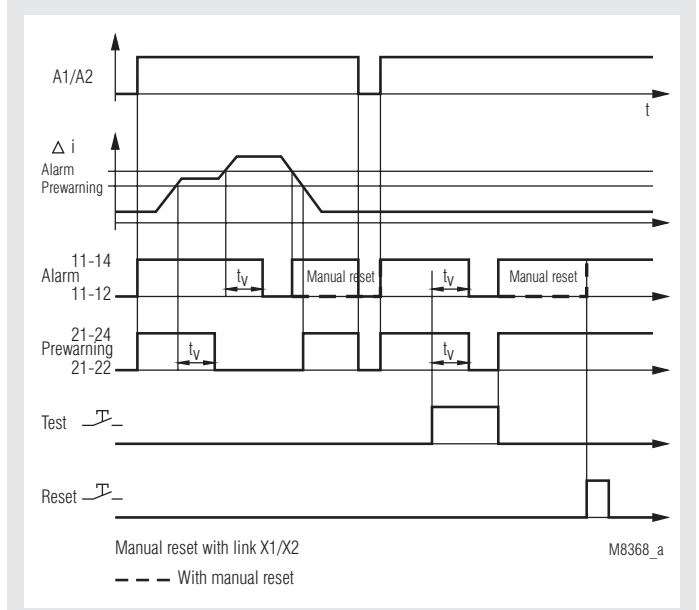 A1/A2
t
Δ i
Alarm
Prewarning
11-14
Alarm
11-12
tv
Manual reset
tv
Manual reset
21-24
Prewarning
21-22
tv
tv
Test
Reset
Manual reset with link X1/X2
M8368_a
With manual reset